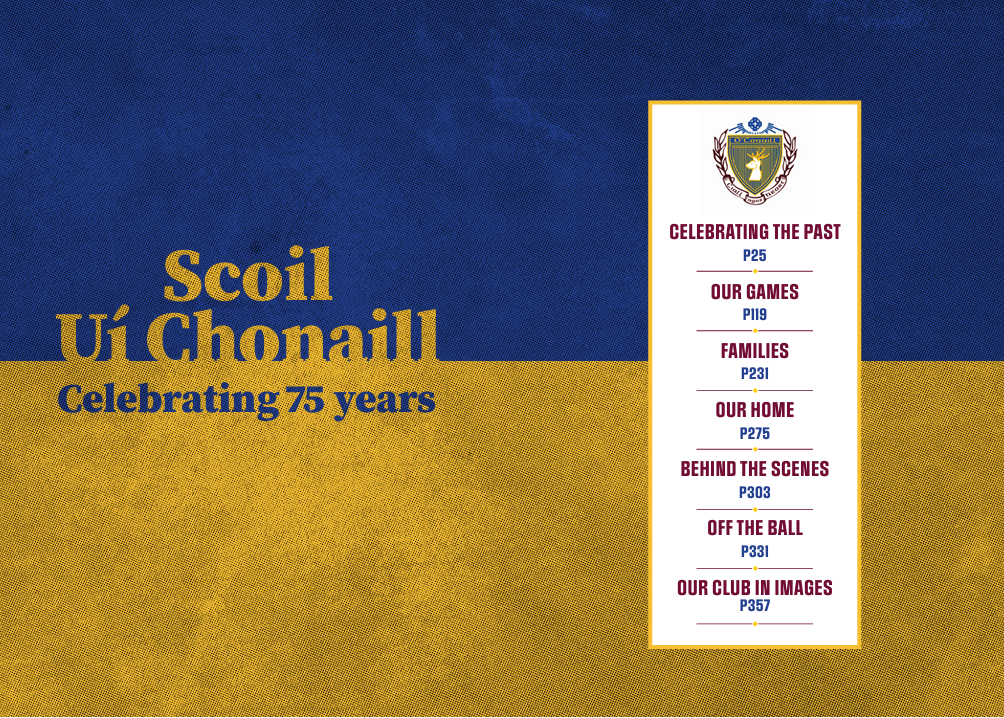 Scoil
Uí Chonaill
Celebrating 75 years
O'Conaill
CELEBRATING THE PAST
P25
OUR GAMES
P119
FAMILIES
P231
OUR HOME
P275
BEHIND THE SCENES
P303
OFF THE BALL
P331
OUR CLUB IN IMAGES
P357